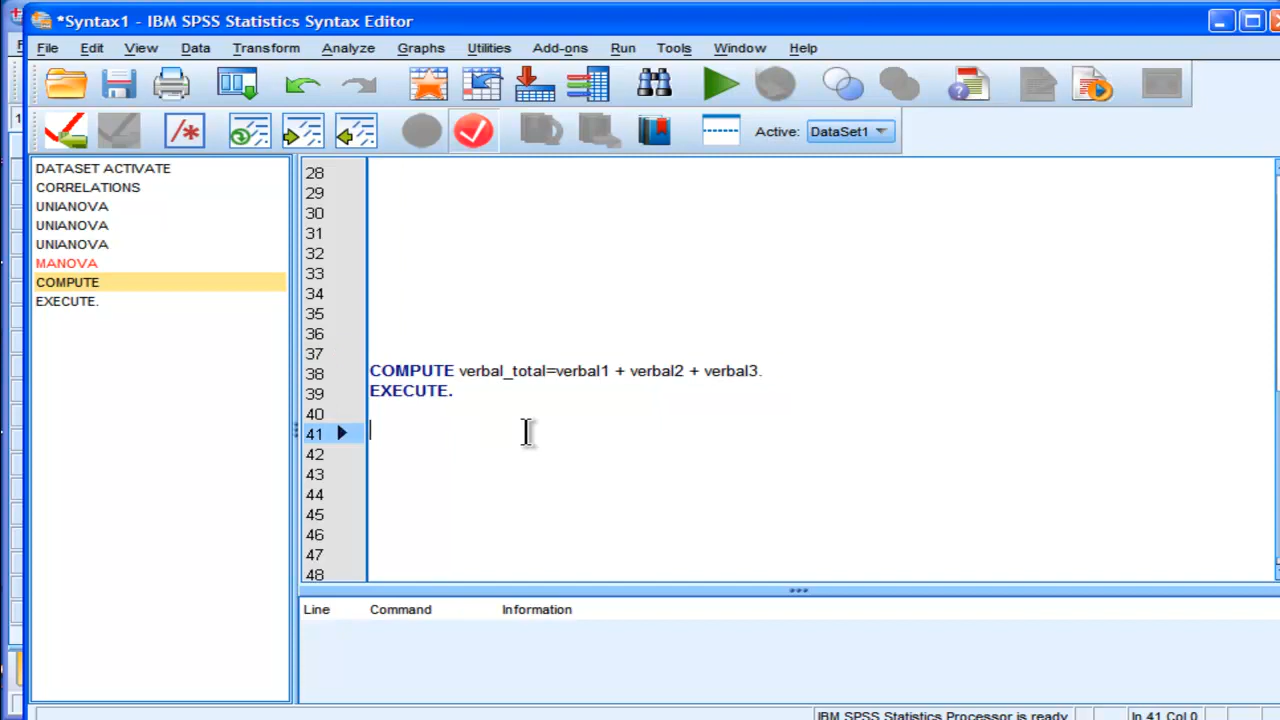 *Syntax1 - IBM SPSS Statistics Syntax Editor
File Edit View Data Transform Analyze Graphs Utilities Add-ons Run Tools Window Help
Active: DataSet1
DATASET ACTIVATE
CORRELATIONS
UNIANOVA
UNIANOVA
UNIANOVA
MANOVA
COMPUTE
EXECUTE.
28
29
30
31
32
33
34
35
36
37
38 COMPUTE verbal_total=verbal1 + verbal2 + verbal3.
39 EXECUTE.
40
41
42
43
44
45
46
47
48
Line Command Information
IBM SPSS Statistics Processor is ready In 41 Col 0